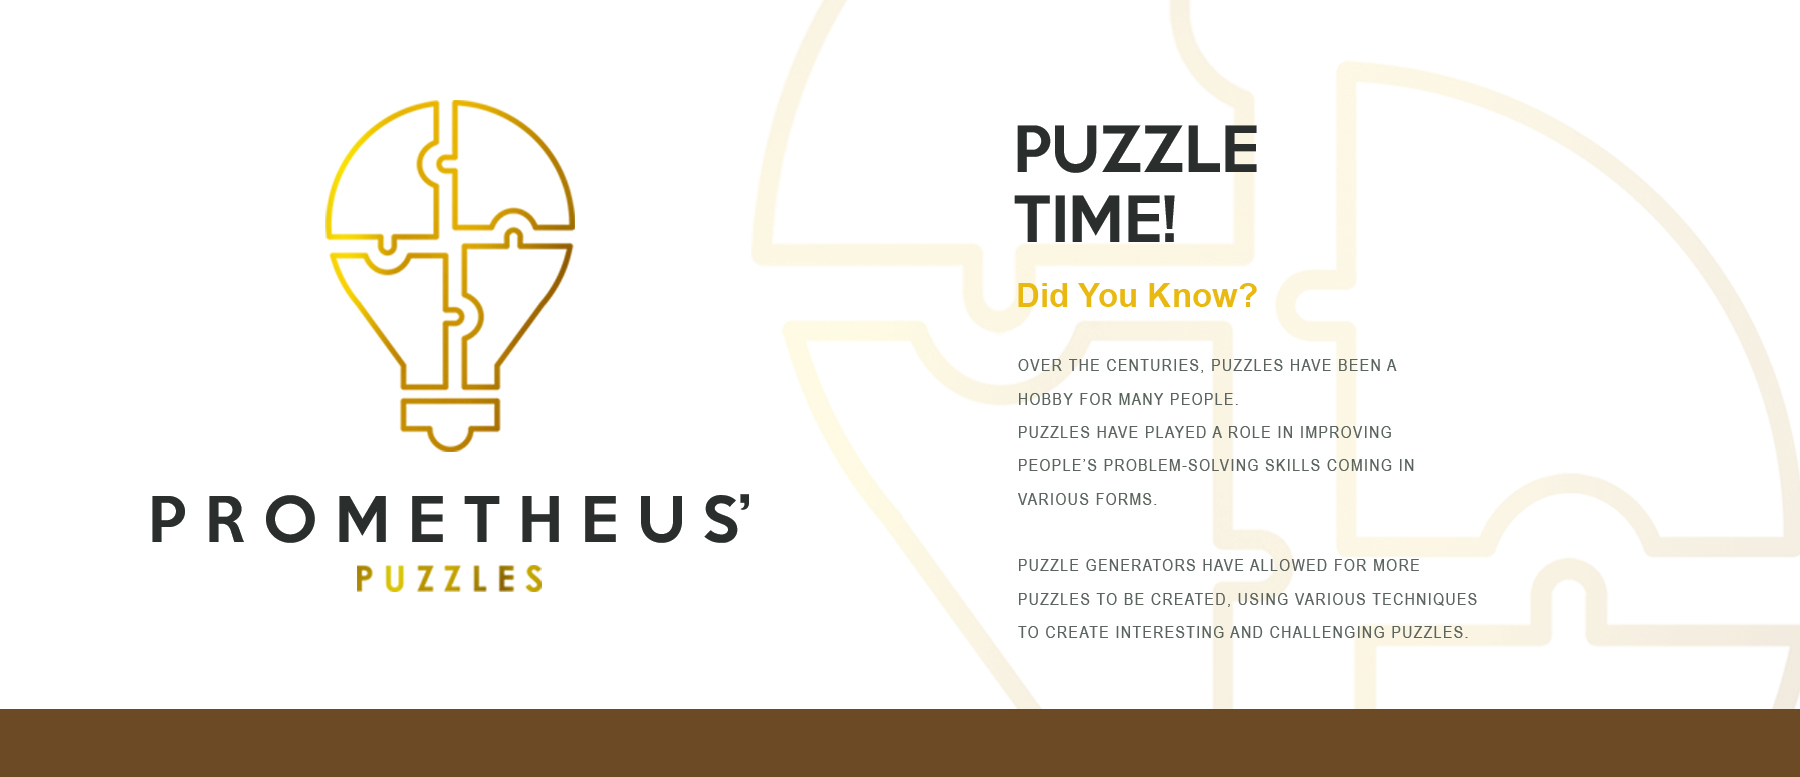 PROMETHEUS’
PUZZLES
PUZZLE
TIME!
Did You Know?
OVER THE CENTURIES, PUZZLES HAVE BEEN A
HOBBY FOR MANY PEOPLE.
PUZZLES HAVE PLAYED A ROLE IN IMPROVING
PEOPLE’S PROBLEM-SOLVING SKILLS COMING IN
VARIOUS FORMS.
PUZZLE GENERATORS HAVE ALLOWED FOR MORE
PUZZLES TO BE CREATED, USING VARIOUS TECHNIQUES
TO CREATE INTERESTING AND CHALLENGING PUZZLES.